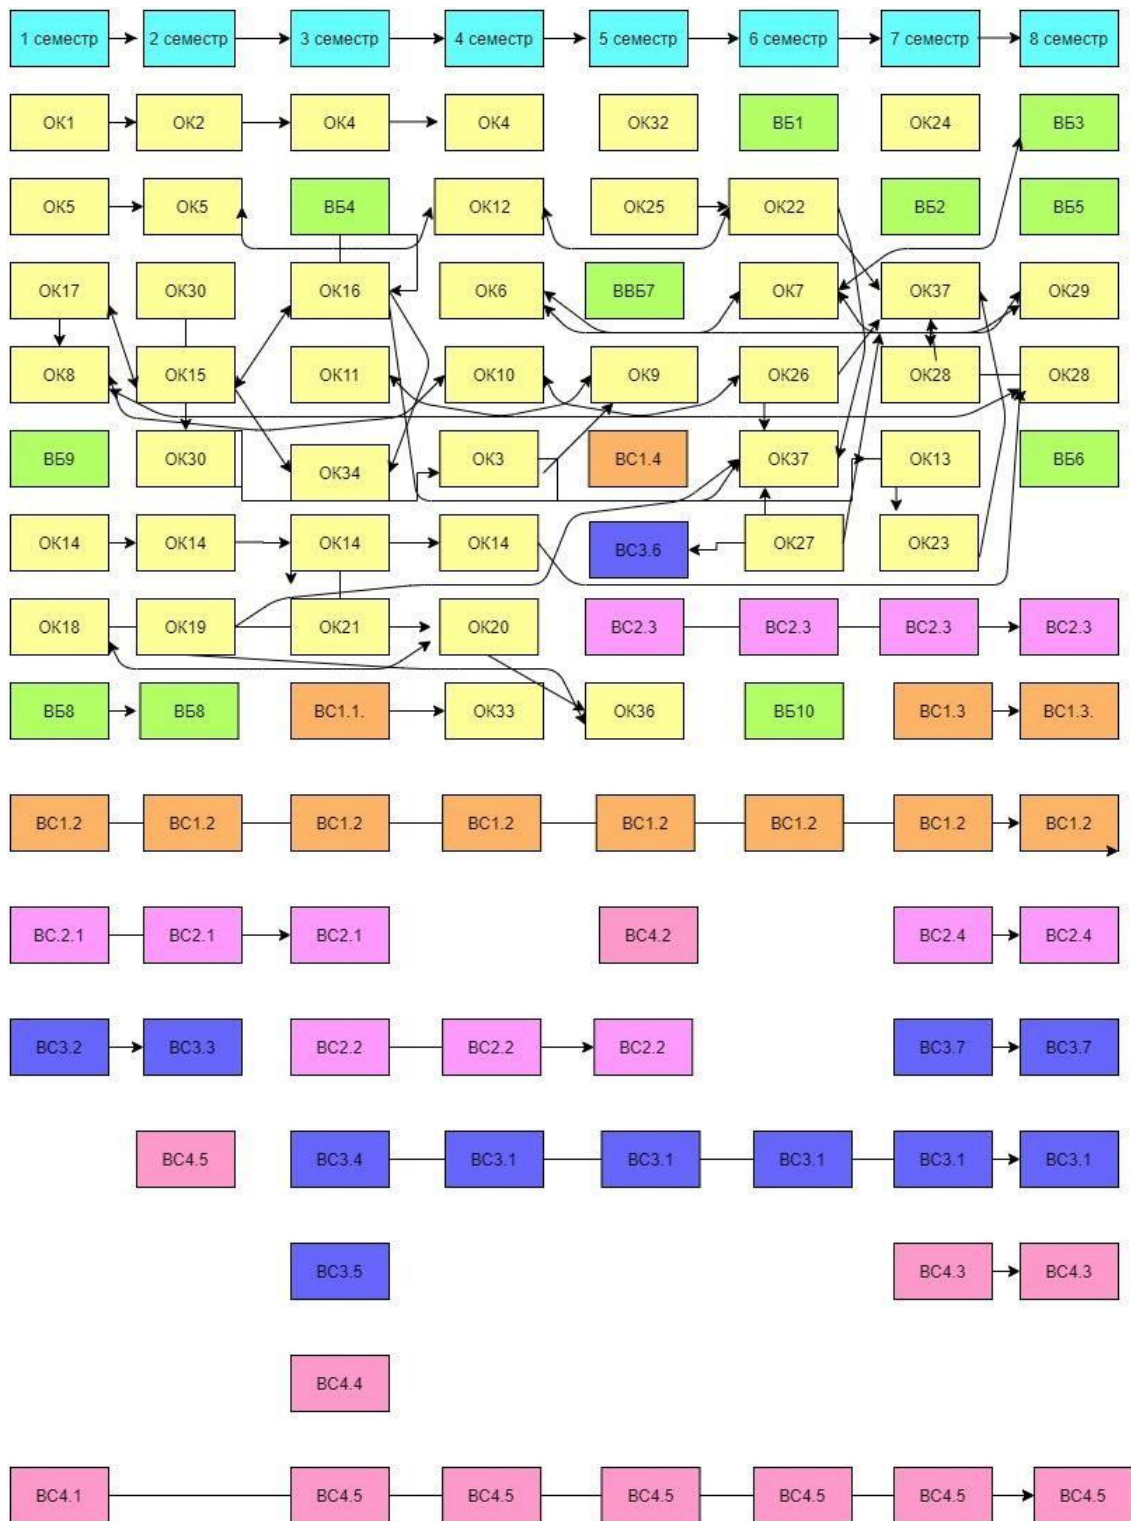 1 семестр 2 семестр 3 семестр 4 семестр 5 семестр 6 семестр 7 семестр 8 семестр
ОК1 ОК2 ОК4 ОК4 ОК32 ВБ1 ОК24 ВБ3
ОК5 ОК5 ВБ4 ОК12 ОК25 ОК22 ВБ2 ВБ5
ОК17 ОК30 ОК16 ОК6 ВВБ7 ОК7 ОК37 ОК29
ОК8 ОК15 ОК11 ОК10 ОК9 ОК26 ОК28 ОК28
ВБ9 ОК30 ОК34 ОК3 ВС1.4 ОК37 ОК13 ВБ6
ОК14 ОК14 ОК14 ОК14 ВС3.6 ОК27 ОК23
ОК18 ОК19 ОК21 ОК20 ВС2.3 ВС2.3 ВС2.3 ВС2.3
ВБ8 ВБ8 ВС1.1. ОК33 ОК36 ВБ10 ВС1.3 ВС1.3.
ВС1.2 ВС1.2 ВС1.2 ВС1.2 ВС1.2 ВС1.2 ВС1.2 ВС1.2
ВС.2.1 ВС2.1 ВС2.1 ВС4.2 ВС2.4 ВС2.4
ВС3.2 ВС3.3 ВС2.2 ВС2.2 ВС2.2 ВС3.7 ВС3.7
ВС4.5 ВС3.4 ВС3.1 ВС3.1 ВС3.1 ВС3.1 ВС3.1
ВС3.5 ВС4.3 ВС4.3
ВС4.4
ВС4.1 ВС4.5 ВС4.5 ВС4.5 ВС4.5 ВС4.5 ВС4.5